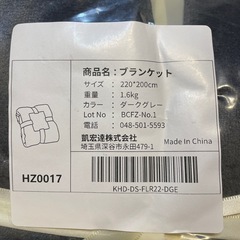 商品名：ブランケット
サイズ ： 220*200cm
重量 ： 1.6kg
カラー ： ダークグレー
Lot No ： BCFZ-No.1
電話 ： 048-501-5593
凱宏達株式会社
埼玉県深谷市永田479-1
Made In China
HZ0017
KHD-DS-FLR22-DGE